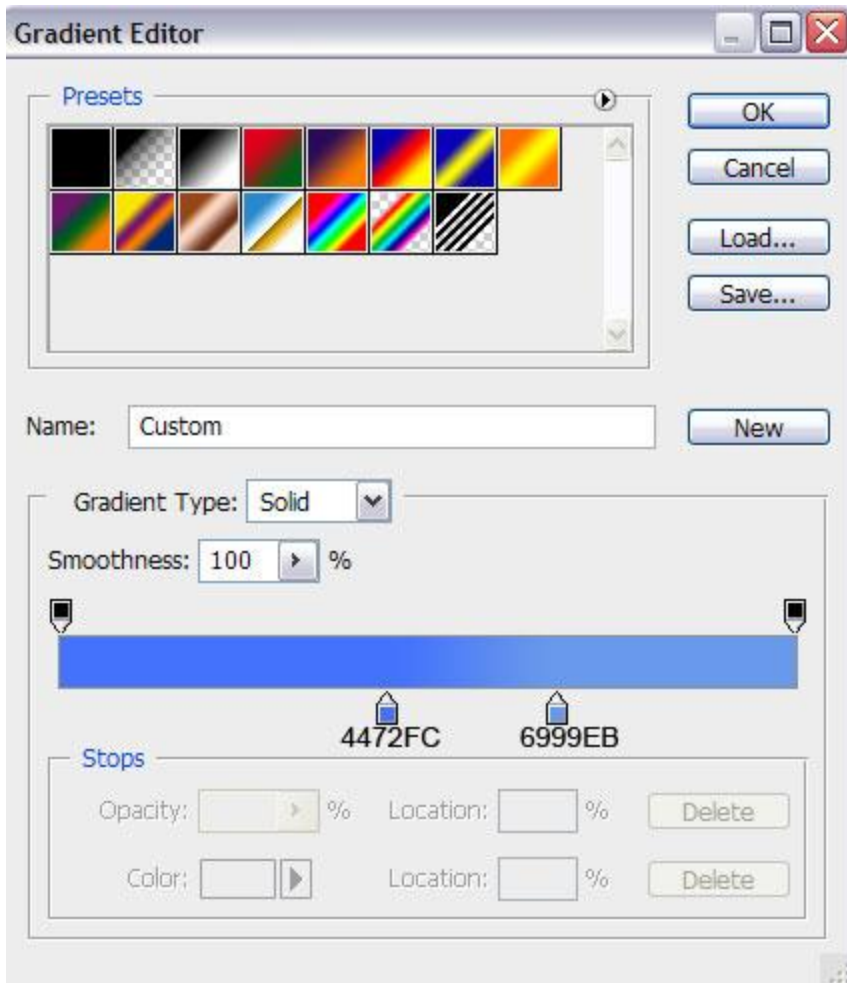 Gradient Editor
Presets
OK
Cancel
Load...
Save...
Name: Custom
New
Gradient Type: Solid
Smoothness: 100 %
4472FC 6999EB
Stops
Opacity: % Location: % Delete
Color: Location: % Delete